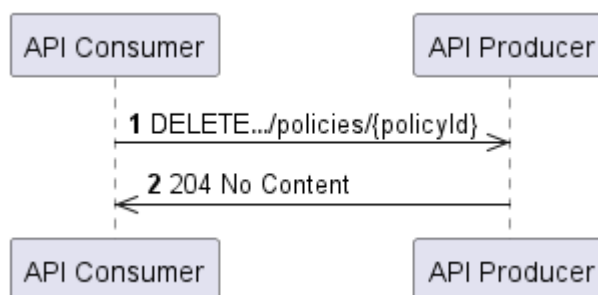 API Consumer
API Producer
1 DELETE.../policies/{policyId}
2 204 No Content
API Consumer
API Producer